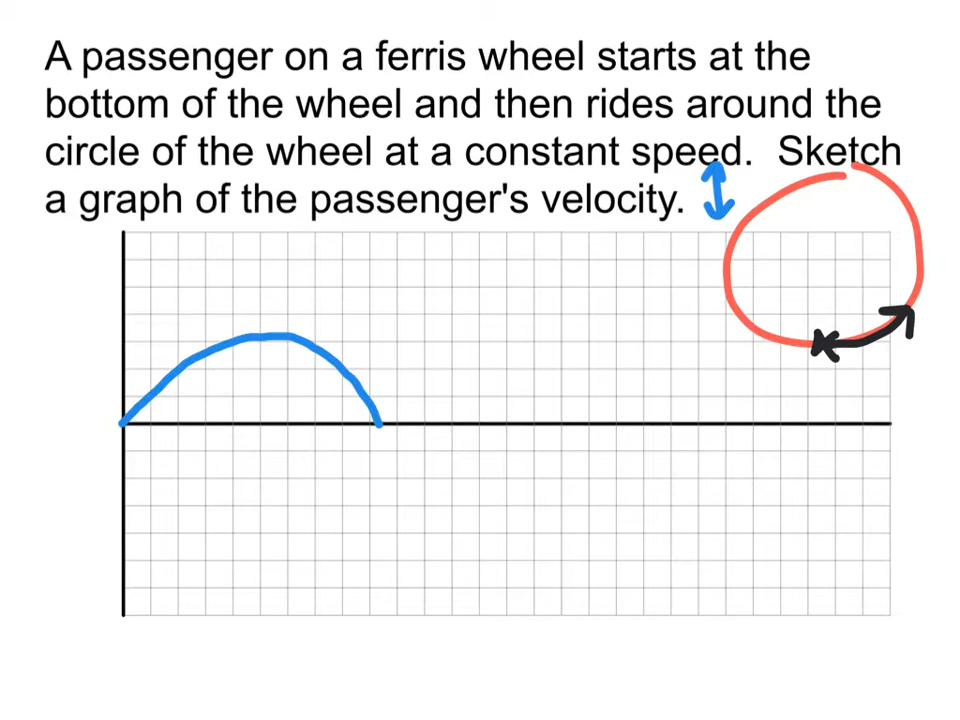 A passenger on a ferris wheel starts at the
bottom of the wheel and then rides around the
circle of the wheel at a constant speed.  Sketch
a graph of the passenger's velocity.